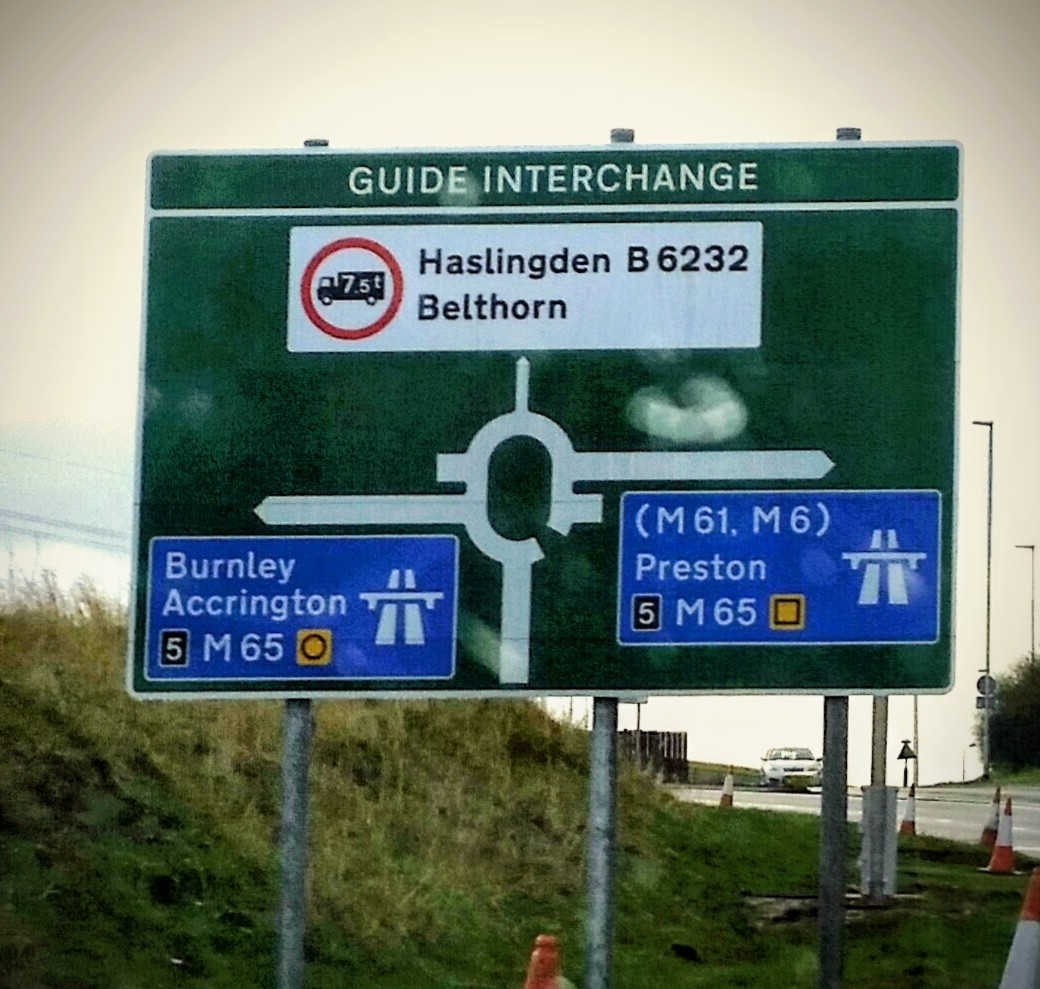 GUIDE INTERCHANGE
7.5t
Haslingden B6232
Belthorn
(M61, M6)
Preston
5 M65
Burnley
Accrington
5 M65